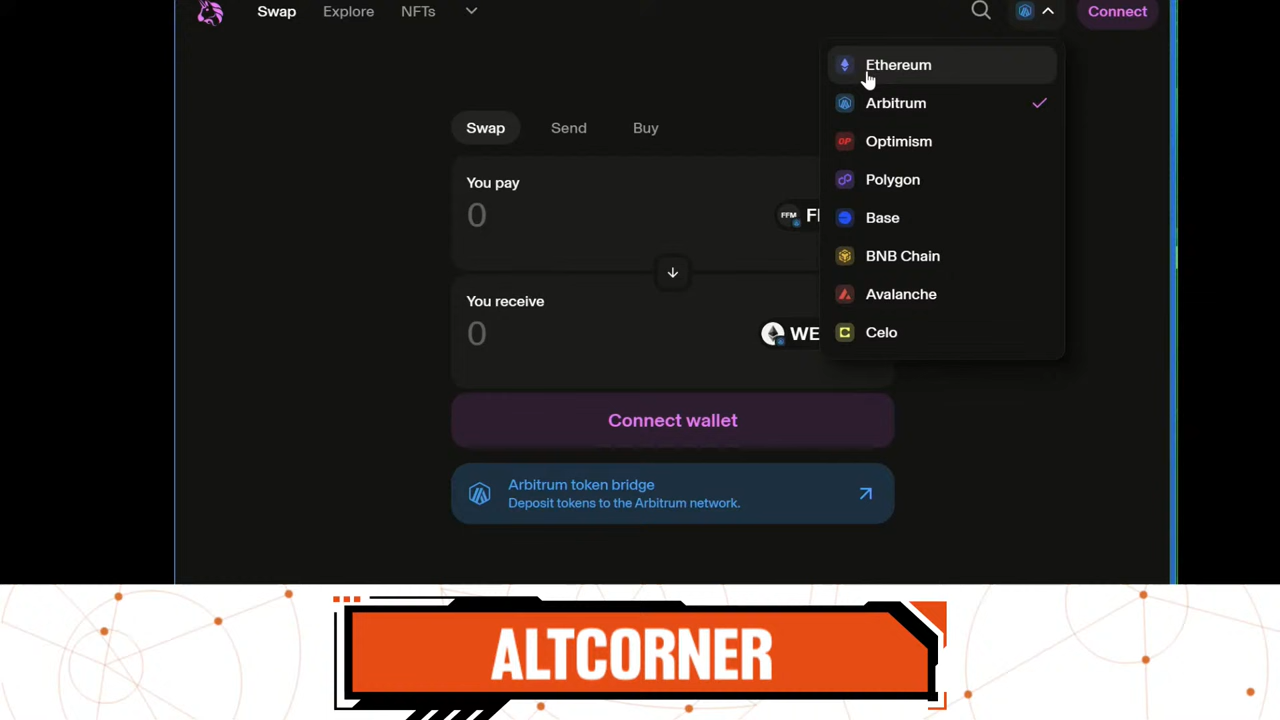 Swap Explore NFTs Connect
Ethereum
Arbitrum
Optimism
Polygon
Base
BNB Chain
Avalanche
Celo
Swap Send Buy
You pay
0 FFM
You receive
0
Connect wallet
Arbitrum token bridge
Deposit tokens to the Arbitrum network.
ALTCORNER